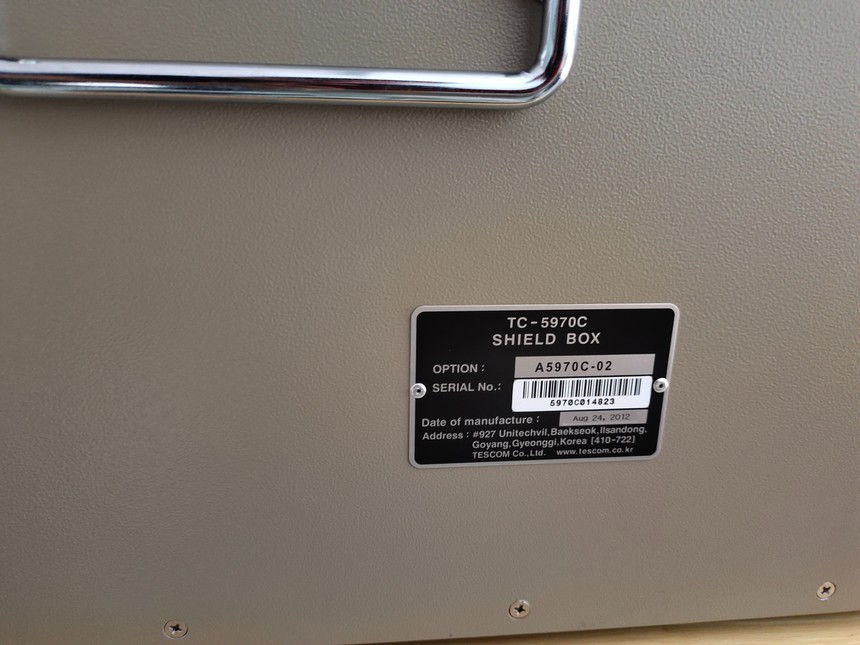 TC-5970C
SHIELD BOX
OPTION : A5970C-02
SERIAL No.:
5970C014823
Date of manufacture : Aug 24, 2012
Address : #927 Unitechvil,Baekseok,Ilsandong,
Goyang,Gyeonggi,Korea [410-722]
TESCOM Co.,Ltd. www.tescom.co.kr